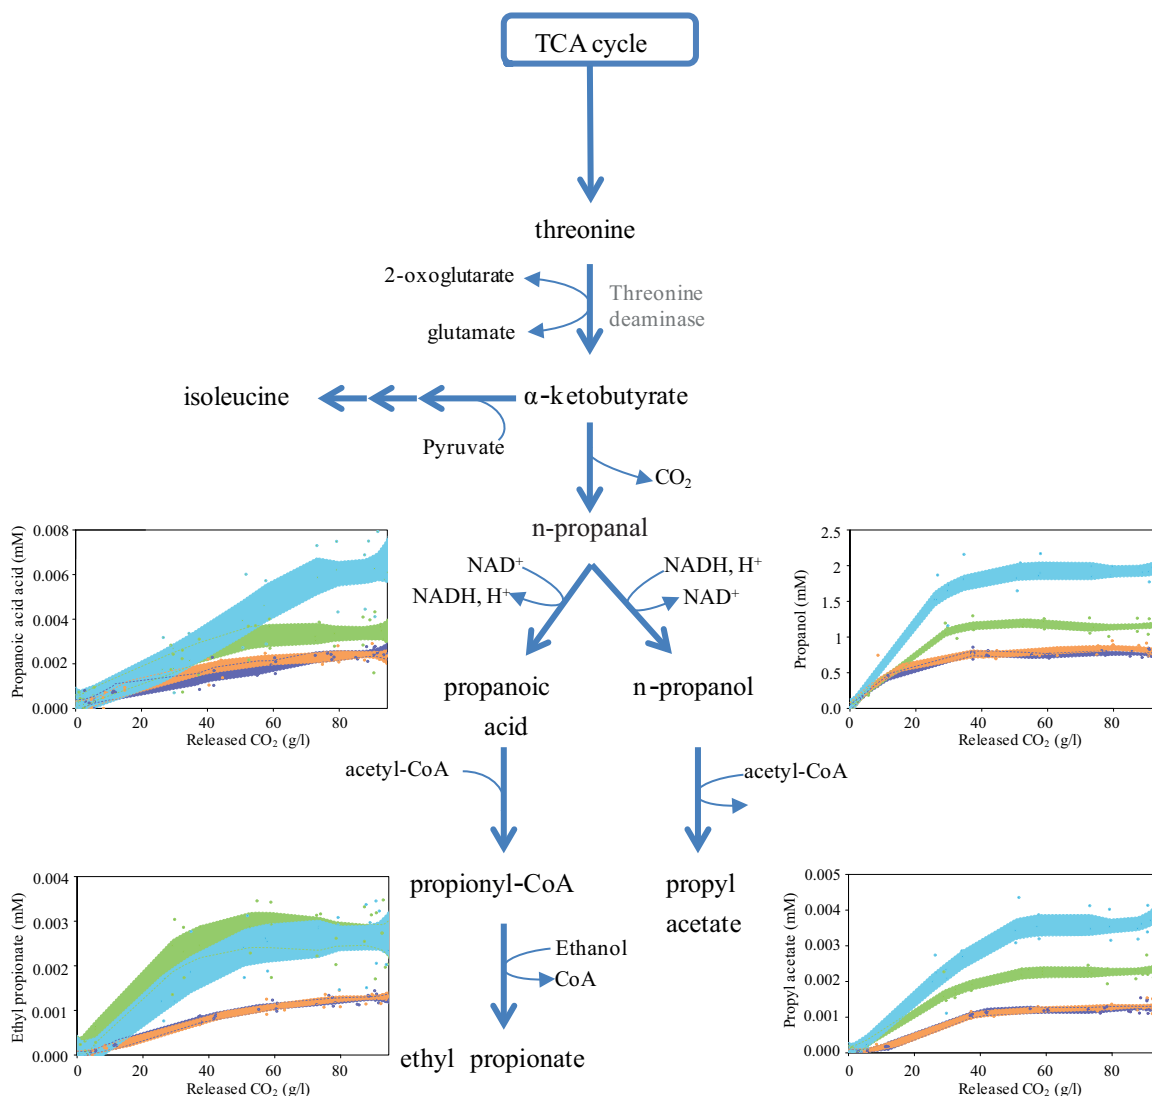 TCA cycle
threonine
2-oxoglutarate
Threonine
deaminase
glutamate
isoleucine
α-ketobutyrate
Pyruvate
CO₂
n-propanal
NAD⁺
NADH, H⁺
NADH, H⁺
NAD⁺
propanoic
acid
n-propanol
acetyl-CoA
acetyl-CoA
propionyl-CoA
propyl
acetate
Ethanol
CoA
ethyl propionate
Propanoic acid acid (mM)
0.008
0.006
0.004
0.002
0.000
0 20 40 60 80
Released CO₂ (g/l)
Propanol (mM)
2.5
2
1.5
1
0.5
0.0
0 20 40 60 80
Released CO₂ (g/l)
Ethyl propionate (mM)
0.004
0.003
0.002
0.001
0.000
0 20 40 60 80
Released CO₂ (g/l)
Propyl acetate (mM)
0.005
0.004
0.003
0.002
0.001
0.000
0 20 40 60 80
Released CO₂ (g/l)